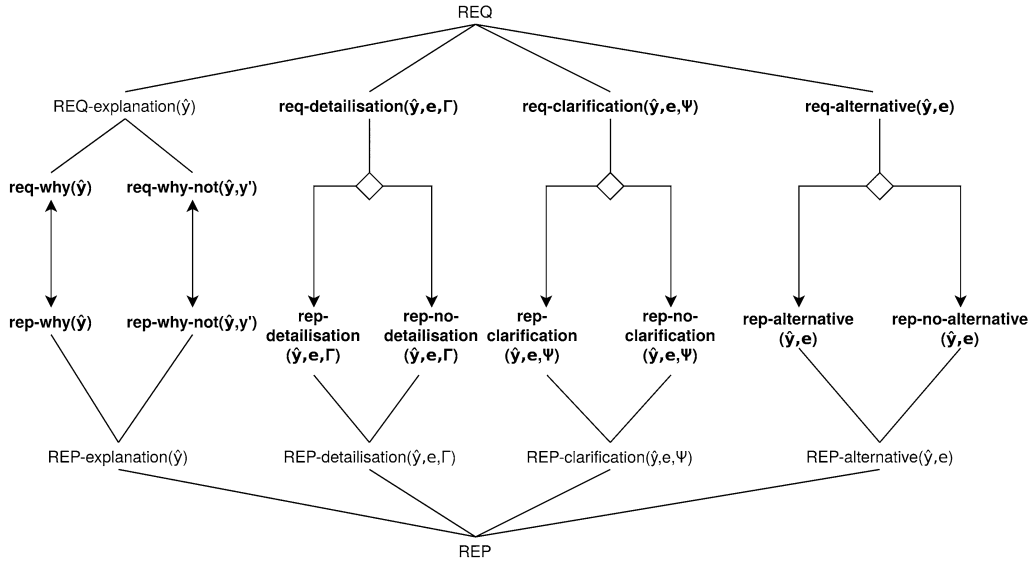 REQ
REQ-explanation(ŷ)
req-detailisation(ŷ,e,Γ)
req-clarification(ŷ,e,Ψ)
req-alternative(ŷ,e)
req-why(ŷ)
req-why-not(ŷ,y')
rep-why(ŷ)
rep-why-not(ŷ,y')
rep-
detailisation
(ŷ,e,Γ)
rep-no-
detailisation
(ŷ,e,Γ)
rep-
clarification
(ŷ,e,Ψ)
rep-no-
clarification
(ŷ,e,Ψ)
rep-alternative
(ŷ,e)
rep-no-alternative
(ŷ,e)
REP-explanation(ŷ)
REP-detailisation(ŷ,e,Γ)
REP-clarification(ŷ,e,Ψ)
REP-alternative(ŷ,e)
REP